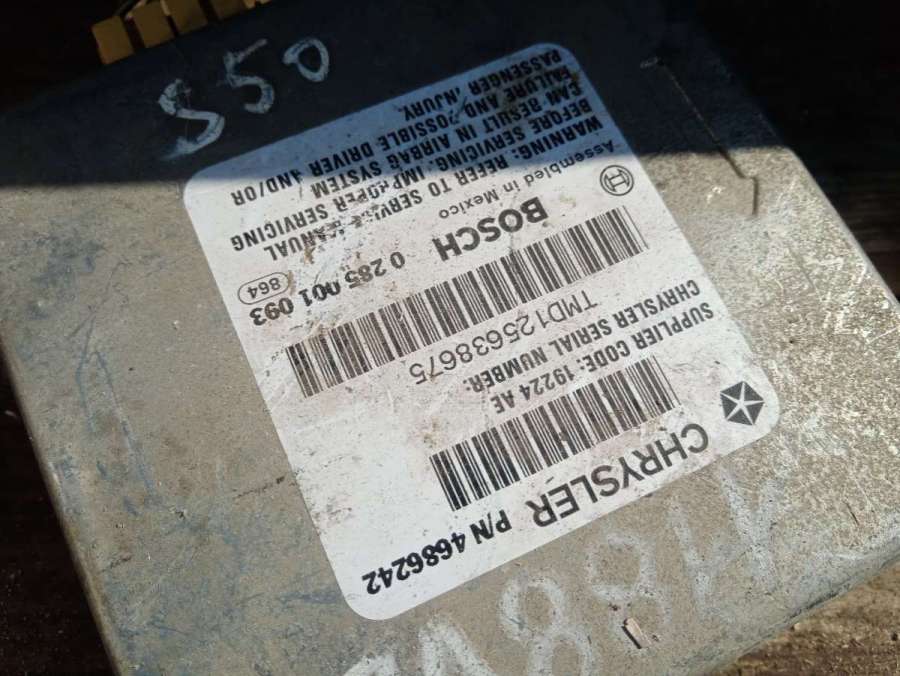 CHRYSLER P/N 4686242
SUPPLIER CODE: 19224 AE
CHRYSLER SERIAL NUMBER:
TMD125638675
BOSCH 0 285 001 093
Assembled in Mexico
864
WARNING: REFER TO SERVICE MANUAL
BEFORE SERVICING. IMPROPER SERVICING
CAN RESULT IN AIRBAG SYSTEM
FAILURE AND POSSIBLE DRIVER AND/OR
PASSENGER INJURY.
S50